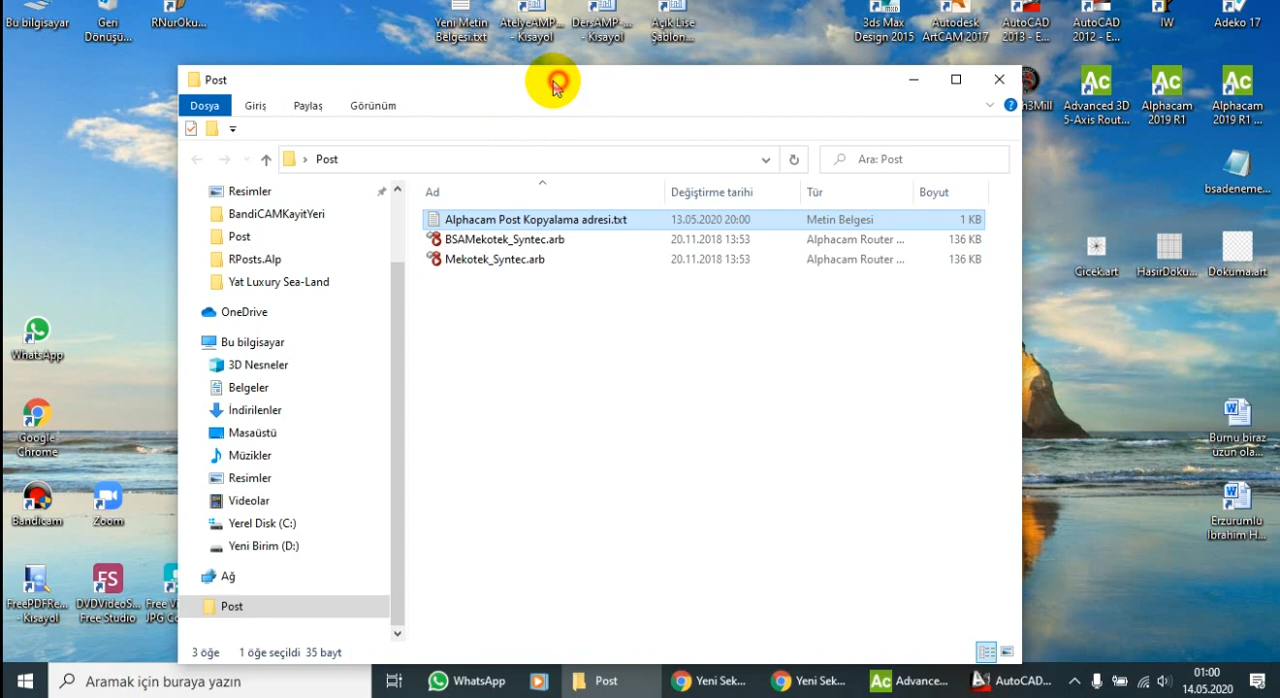 Bu bilgisayar
Geri Dönüşü...
RNurOku...
Yeni Metin Belgesi.txt
AtelyeAMP... - Kısayol
DersAMP-... - Kısayol
Açık Lise Şablon...
3ds Max Design 2015
Autodesk ArtCAM 2017
AutoCAD 2013 - E...
AutoCAD 2012 - E...
IW
Adeko 17
Post
Dosya Giriş Paylaş Görünüm
Post
Ara: Post
Ad Değiştirme tarihi Tür Boyut
Alphacam Post Kopyalama adresi.txt 13.05.2020 20:00 Metin Belgesi 1 KB
BSAMekotek_Syntec.arb 20.11.2018 13:53 Alphacam Router ... 136 KB
Mekotek_Syntec.arb 20.11.2018 13:53 Alphacam Router ... 136 KB
Resimler
BandiCAMKayitYeri
Post
RPosts.Alp
Yat Luxury Sea-Land
OneDrive
Bu bilgisayar
3D Nesneler
Belgeler
İndirilenler
Masaüstü
Müzikler
Resimler
Videolar
Yerel Disk (C:)
Yeni Birim (D:)
Ağ
Post
3 öğe 1 öğe seçildi 35 bayt
h3Mill
Advanced 3D 5-Axis Rout...
Alphacam 2019 R1
Alphacam 2019 R1 ...
bsadeneme...
Cicek.art
HasirDoku...
Dokuma.art
Burnu biraz uzun ola...
Erzurumlu Ibrahim H...
WhatsApp
Google Chrome
Bandicam
Zoom
FreePDFRe... - Kısayol
DVDVideoS... Free Studio
Free V
JPG Co
Aramak için buraya yazın
WhatsApp
Post
Yeni Sek...
Yeni Sek...
Advance...
AutoCAD...
01:00
14.05.2020